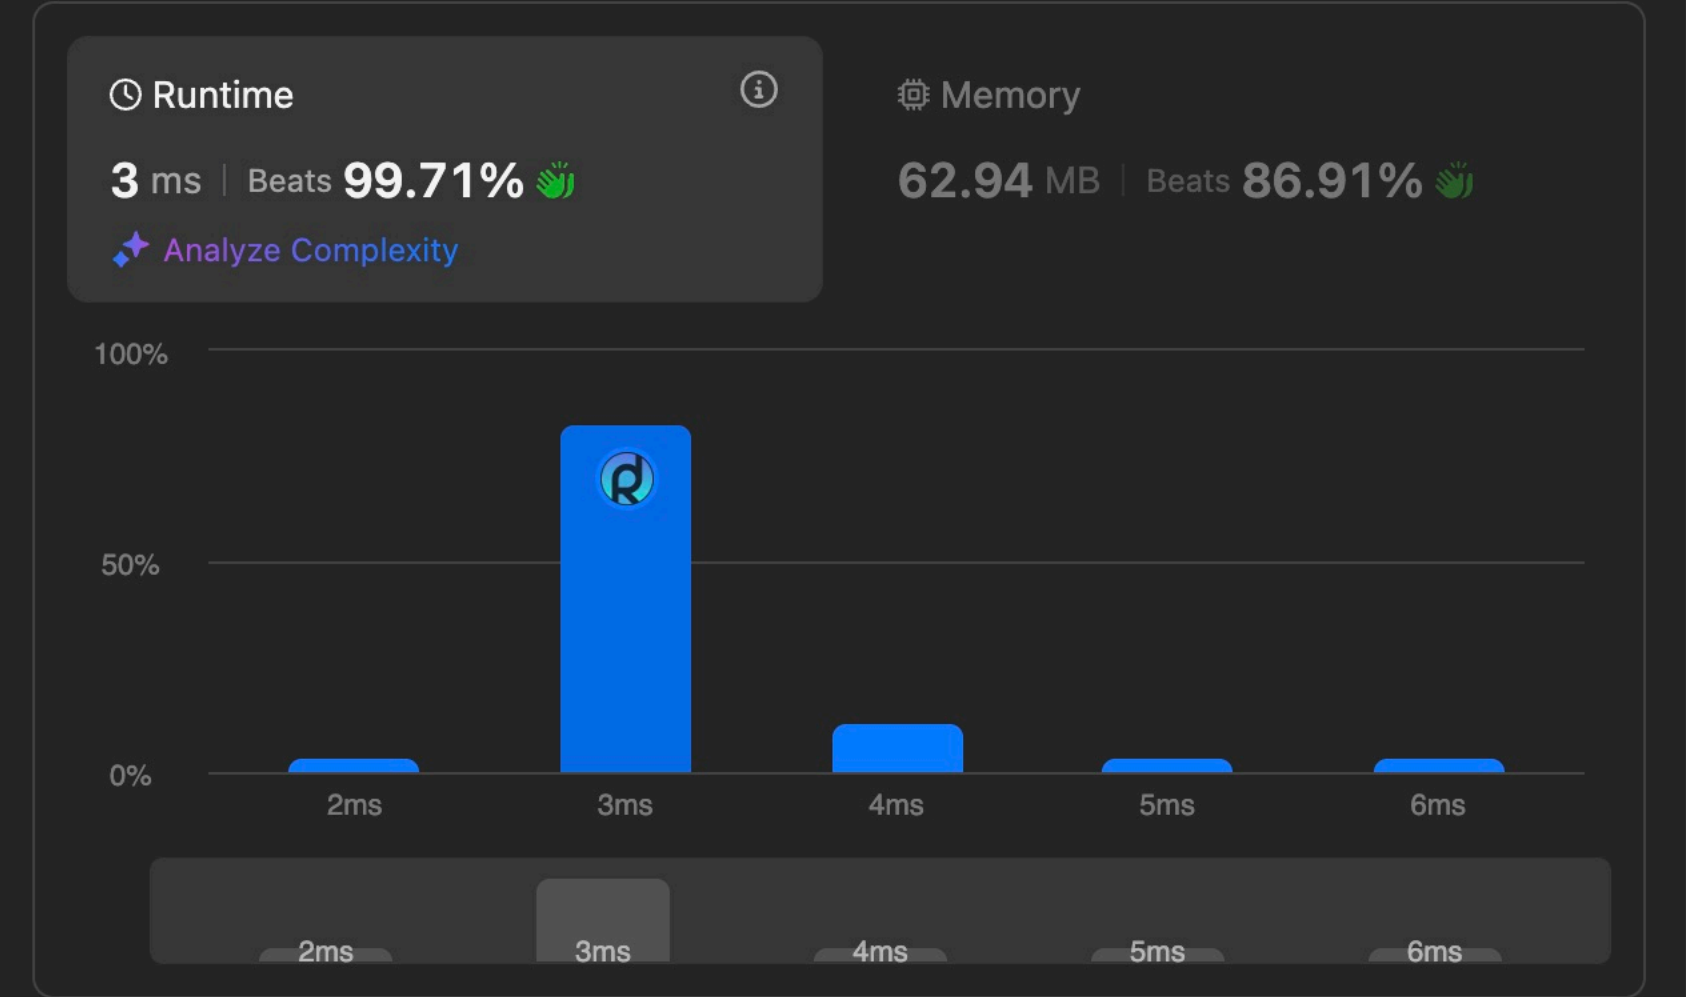 Runtime
3 ms | Beats 99.71%
Analyze Complexity
Memory
62.94 MB | Beats 86.91%
100%
50%
0%
2ms 3ms 4ms 5ms 6ms
2ms 3ms 4ms 5ms 6ms